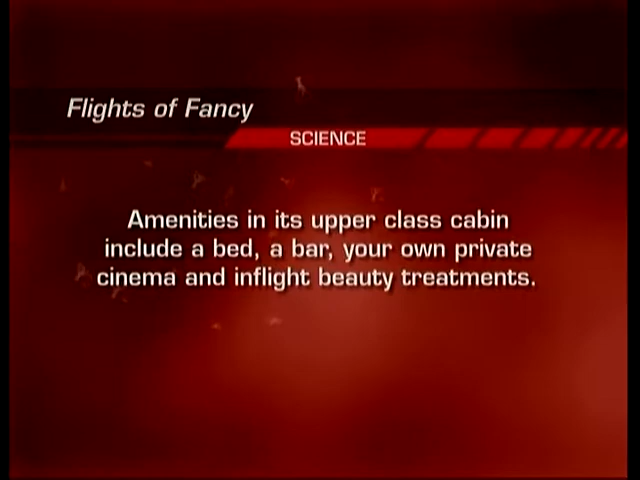 Flights of Fancy
SCIENCE
Amenities in its upper class cabin
include a bed, a bar, your own private
cinema and inflight beauty treatments.